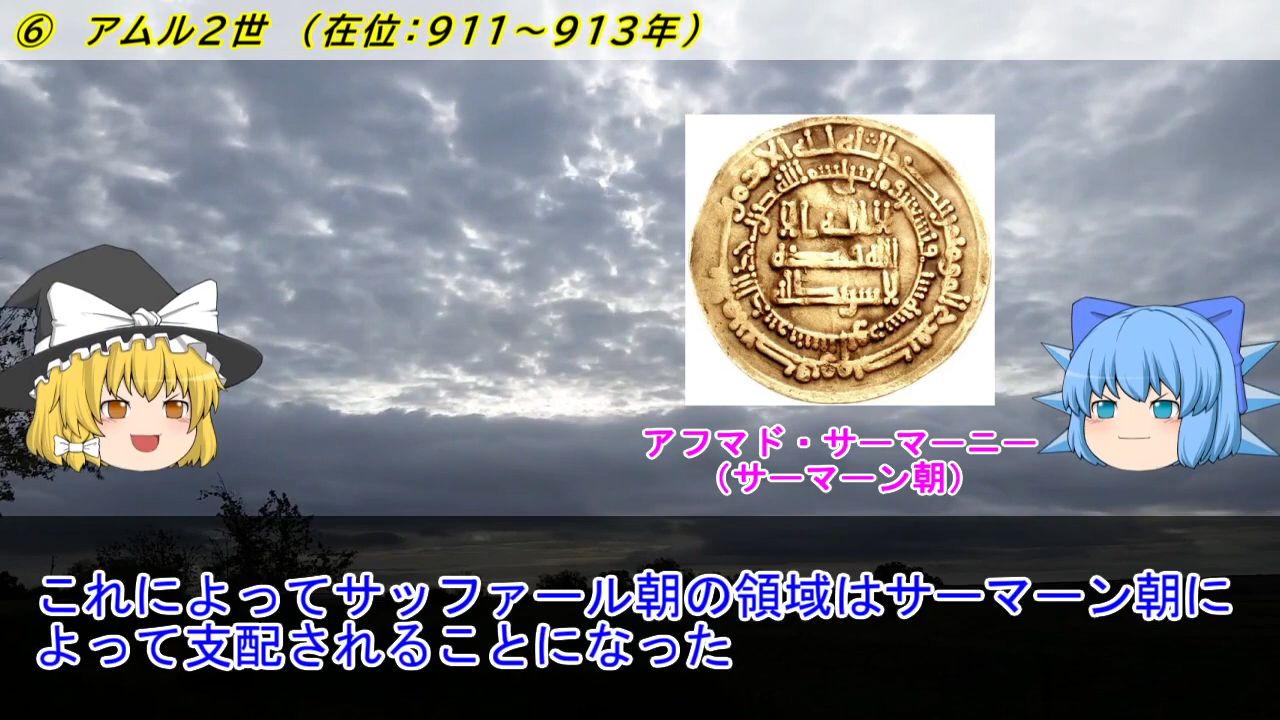 ⑥ アムル2世 （在位：911～913年）
アフマド・サーマーニー
（サーマーン朝）
これによってサッファール朝の領域はサーマーン朝に
よって支配されることになった